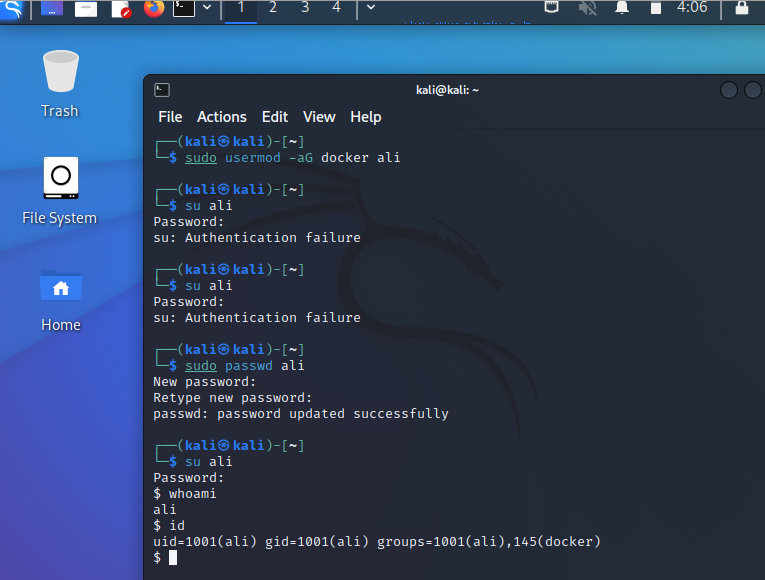 1 2 3 4 4:06
Trash
File System
Home
kali@kali: ~
File Actions Edit View Help
┌──(kali㉿kali)-[~]
└─$ sudo usermod -aG docker ali
┌──(kali㉿kali)-[~]
└─$ su ali
Password:
su: Authentication failure
┌──(kali㉿kali)-[~]
└─$ su ali
Password:
su: Authentication failure
┌──(kali㉿kali)-[~]
└─$ sudo passwd ali
New password:
Retype new password:
passwd: password updated successfully
┌──(kali㉿kali)-[~]
└─$ su ali
Password:
$ whoami
ali
$ id
uid=1001(ali) gid=1001(ali) groups=1001(ali),145(docker)
$